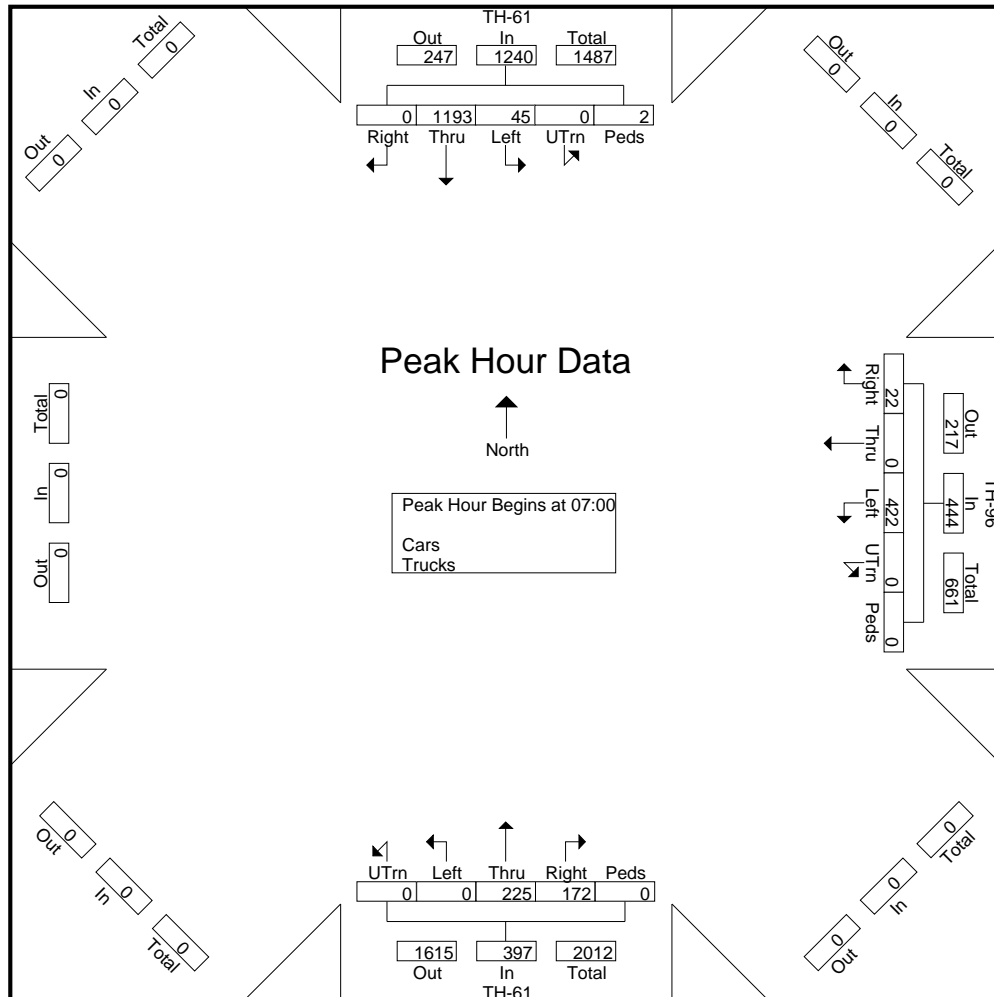 TH-61
Out In Total
247 1240 1487
0 1193 45 0 2
Right Thru Left UTrn Peds
Total 0
In 0
Out 0
Out 0
In 0
Total 0
Peak Hour Data
North
Peak Hour Begins at 07:00
Cars
Trucks
Total 0
In 0
Out 0
Right 22
Thru 0
Left 422
UTrn 0
Peds 0
Out 217
In 444
Total 661
TH-96
Out 0
In 0
Total 0
UTrn Left Thru Right Peds
0 0 225 172 0
1615 397 2012
Out In Total
TH-61
Total 0
In 0
Out 0